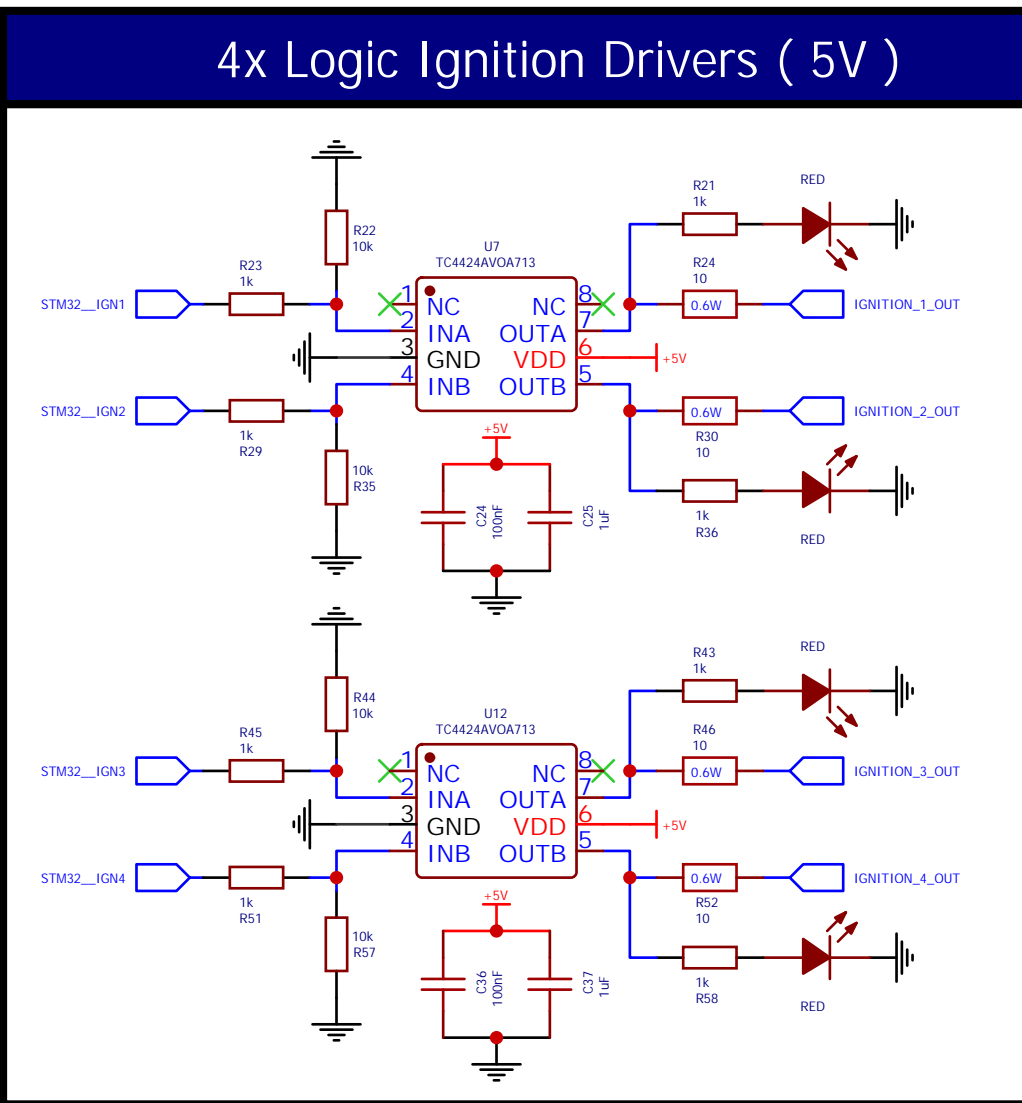 4x Logic Ignition Drivers ( 5V )
R21
1k
RED
R22
10k
U7
TC4424AVOA713
R23
1k
R24
10
STM32__IGN1
1
NC
NC
8
0.6W
IGNITION_1_OUT
2
INA
OUTA
7
3
GND
VDD
6
+5V
4
INB
OUTB
5
STM32__IGN2
0.6W
IGNITION_2_OUT
1k
R29
R30
10
10k
R35
+5V
C24
100nF
C25
1uF
1k
R36
RED
R43
1k
RED
R44
10k
U12
TC4424AVOA713
R45
1k
R46
10
STM32__IGN3
1
NC
NC
8
0.6W
IGNITION_3_OUT
2
INA
OUTA
7
3
GND
VDD
6
+5V
4
INB
OUTB
5
STM32__IGN4
0.6W
IGNITION_4_OUT
1k
R51
R52
10
10k
R57
+5V
C36
100nF
C37
1uF
1k
R58
RED